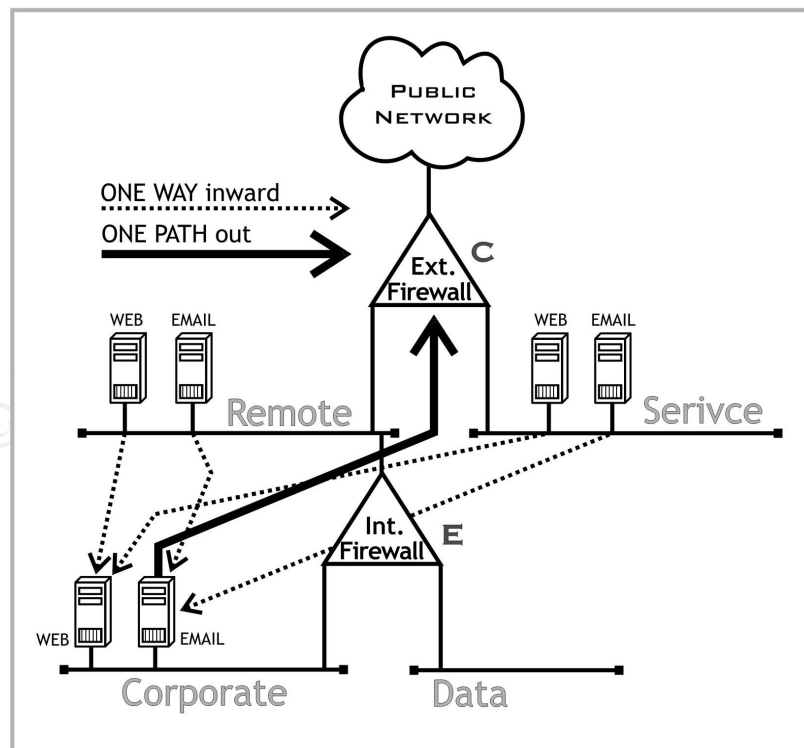 PUBLIC
NETWORK
ONE WAY inward
ONE PATH out
C
Ext.
Firewall
WEB
EMAIL
WEB
EMAIL
Remote
Serivce
Int.
Firewall
E
WEB
EMAIL
Corporate
Data